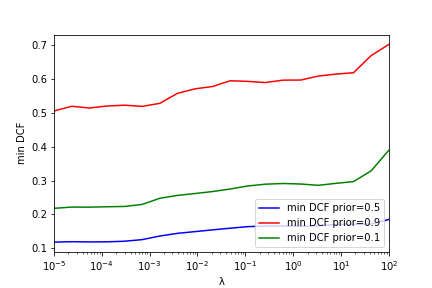 0.7
0.6
0.5
0.4
0.3
0.2
0.1
min DCF
min DCF prior=0.5
min DCF prior=0.9
min DCF prior=0.1
10⁻⁵ 10⁻⁴ 10⁻³ 10⁻² 10⁻¹ 10⁰ 10¹ 10²
λ